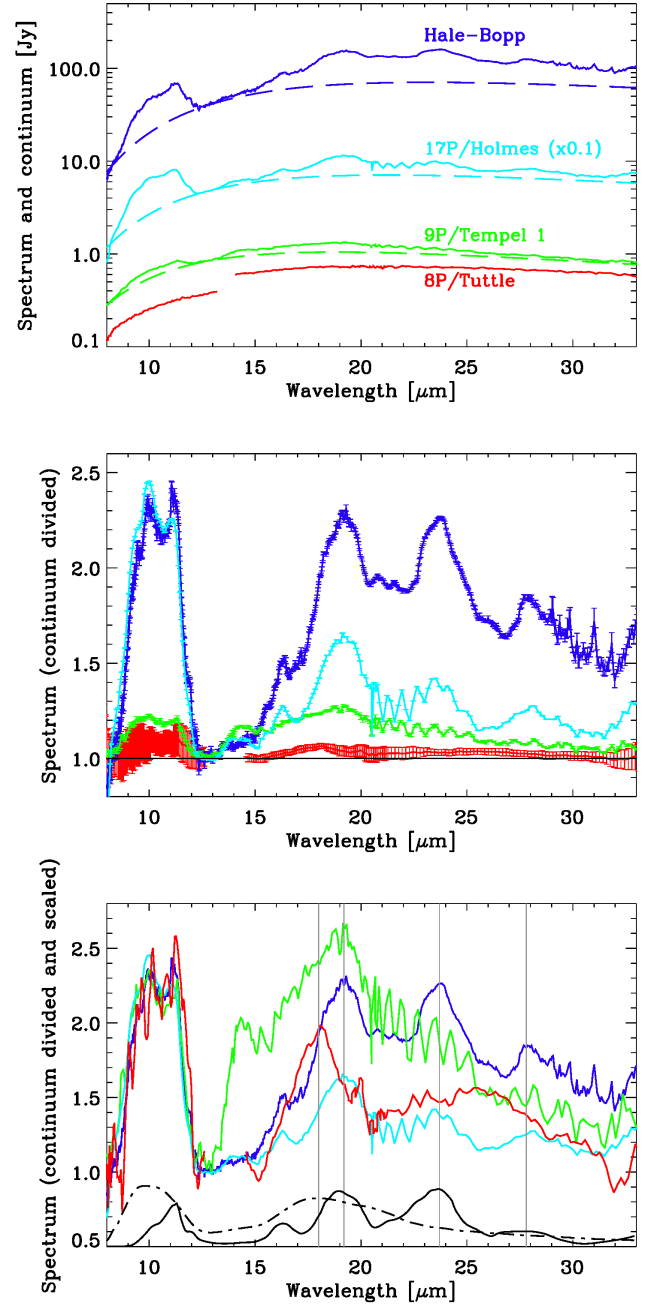 Spectrum and continuum [Jy]
100.0
10.0
1.0
0.1
Hale-Bopp
17P/Holmes (x0.1)
9P/Tempel 1
8P/Tuttle
10 15 20 25 30
Wavelength [μm]
Spectrum (continuum divided)
2.5
2.0
1.5
1.0
10 15 20 25 30
Wavelength [μm]
Spectrum (continuum divided and scaled)
2.5
2.0
1.5
1.0
0.5
10 15 20 25 30
Wavelength [μm]